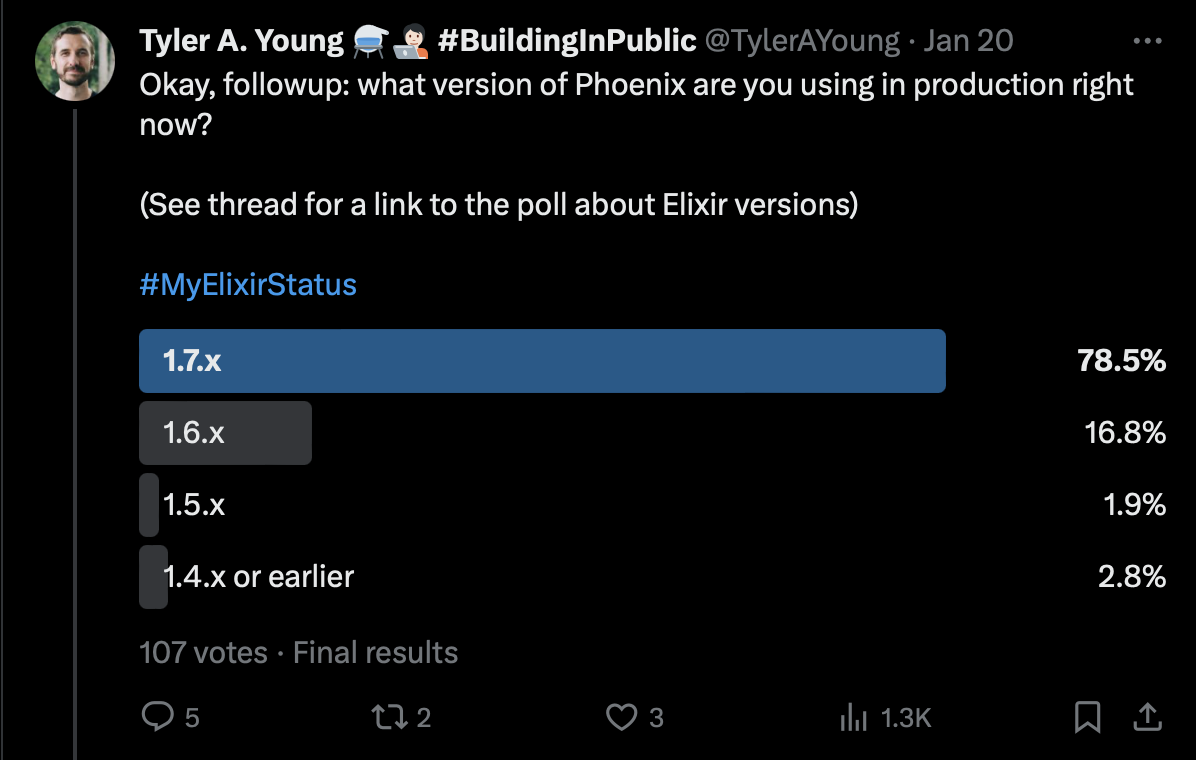 Tyler A. Young #BuildingInPublic @TylerAYoung · Jan 20
Okay, followup: what version of Phoenix are you using in production right
now?
(See thread for a link to the poll about Elixir versions)
#MyElixirStatus
1.7.x 78.5%
1.6.x 16.8%
1.5.x 1.9%
1.4.x or earlier 2.8%
107 votes · Final results
5 2 3 1.3K